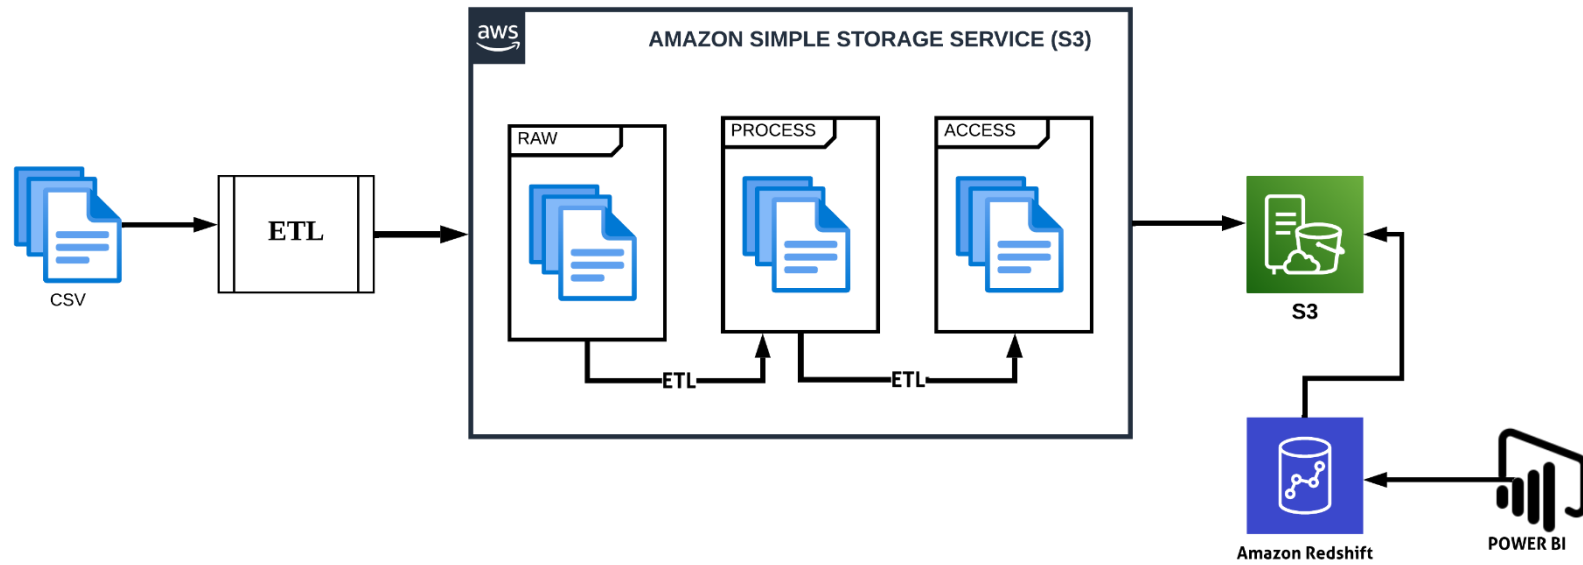 aws
AMAZON SIMPLE STORAGE SERVICE (S3)
RAW
PROCESS
ACCESS
CSV
ETL
ETL
ETL
S3
Amazon Redshift
POWER BI